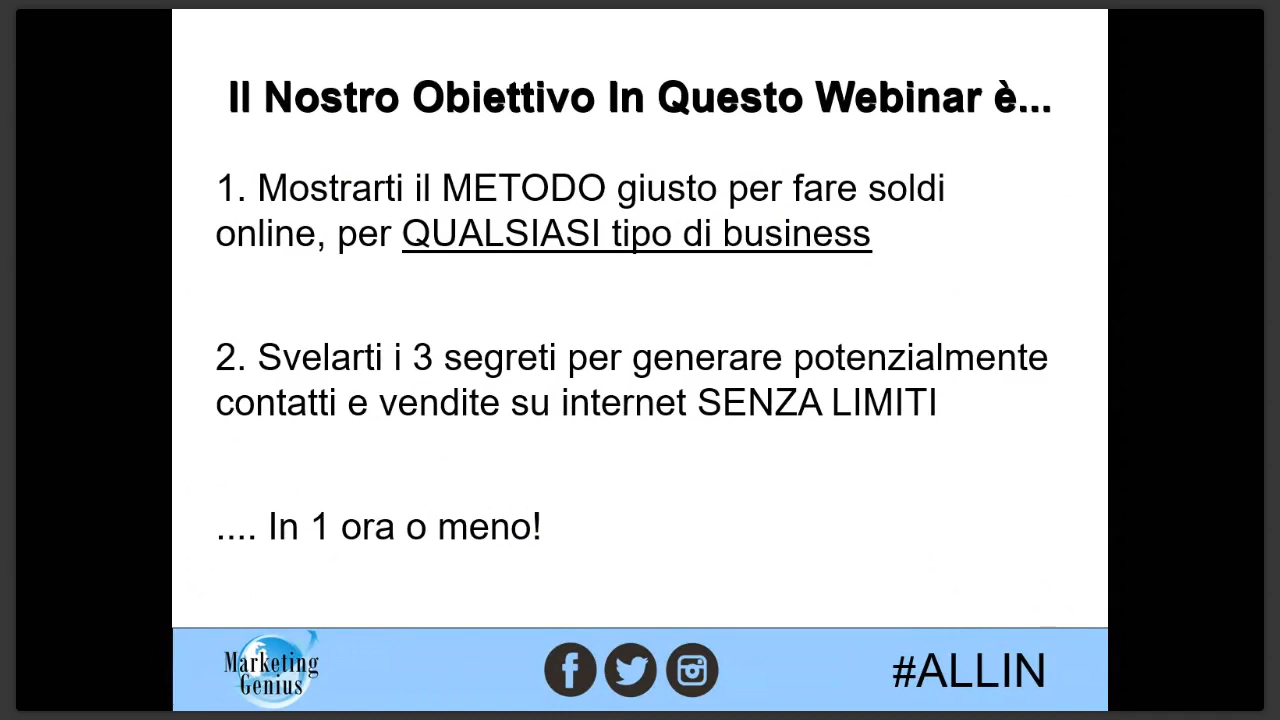 Il Nostro Obiettivo In Questo Webinar è...
1. Mostrarti il METODO giusto per fare soldi
online, per QUALSIASI tipo di business
2. Svelarti i 3 segreti per generare potenzialmente
contatti e vendite su internet SENZA LIMITI
.... In 1 ora o meno!
Marketing
Genius
#ALLIN